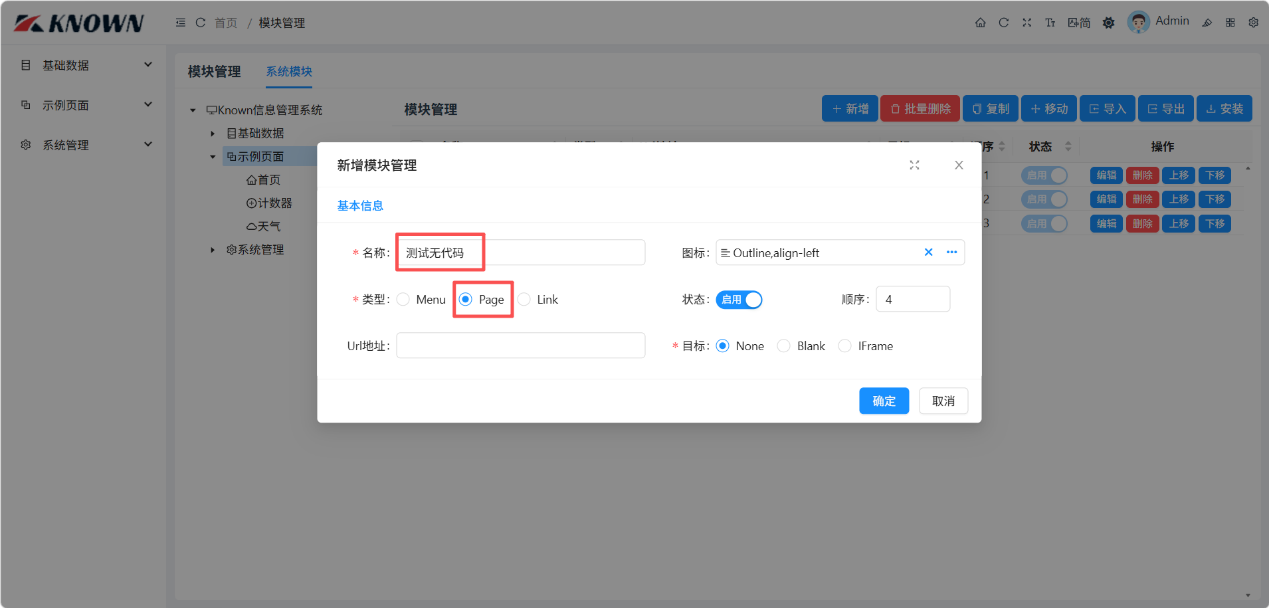 KNOWN 首页 / 模块管理 简 Admin
基础数据
示例页面
系统管理
模块管理 系统模块
Known信息管理系统
基础数据
示例页面
首页
计数器
天气
系统管理
模块管理 新增 批量删除 复制 移动 导入 导出 安装
序 状态 操作
1 启用 编辑 删除 上移 下移
2 启用 编辑 删除 上移 下移
3 启用 编辑 删除 上移 下移
新增模块管理
基本信息
* 名称: 测试无代码 图标: Outline,align-left
* 类型: Menu Page Link 状态: 启用 顺序: 4
Url地址: * 目标: None Blank IFrame
确定 取消